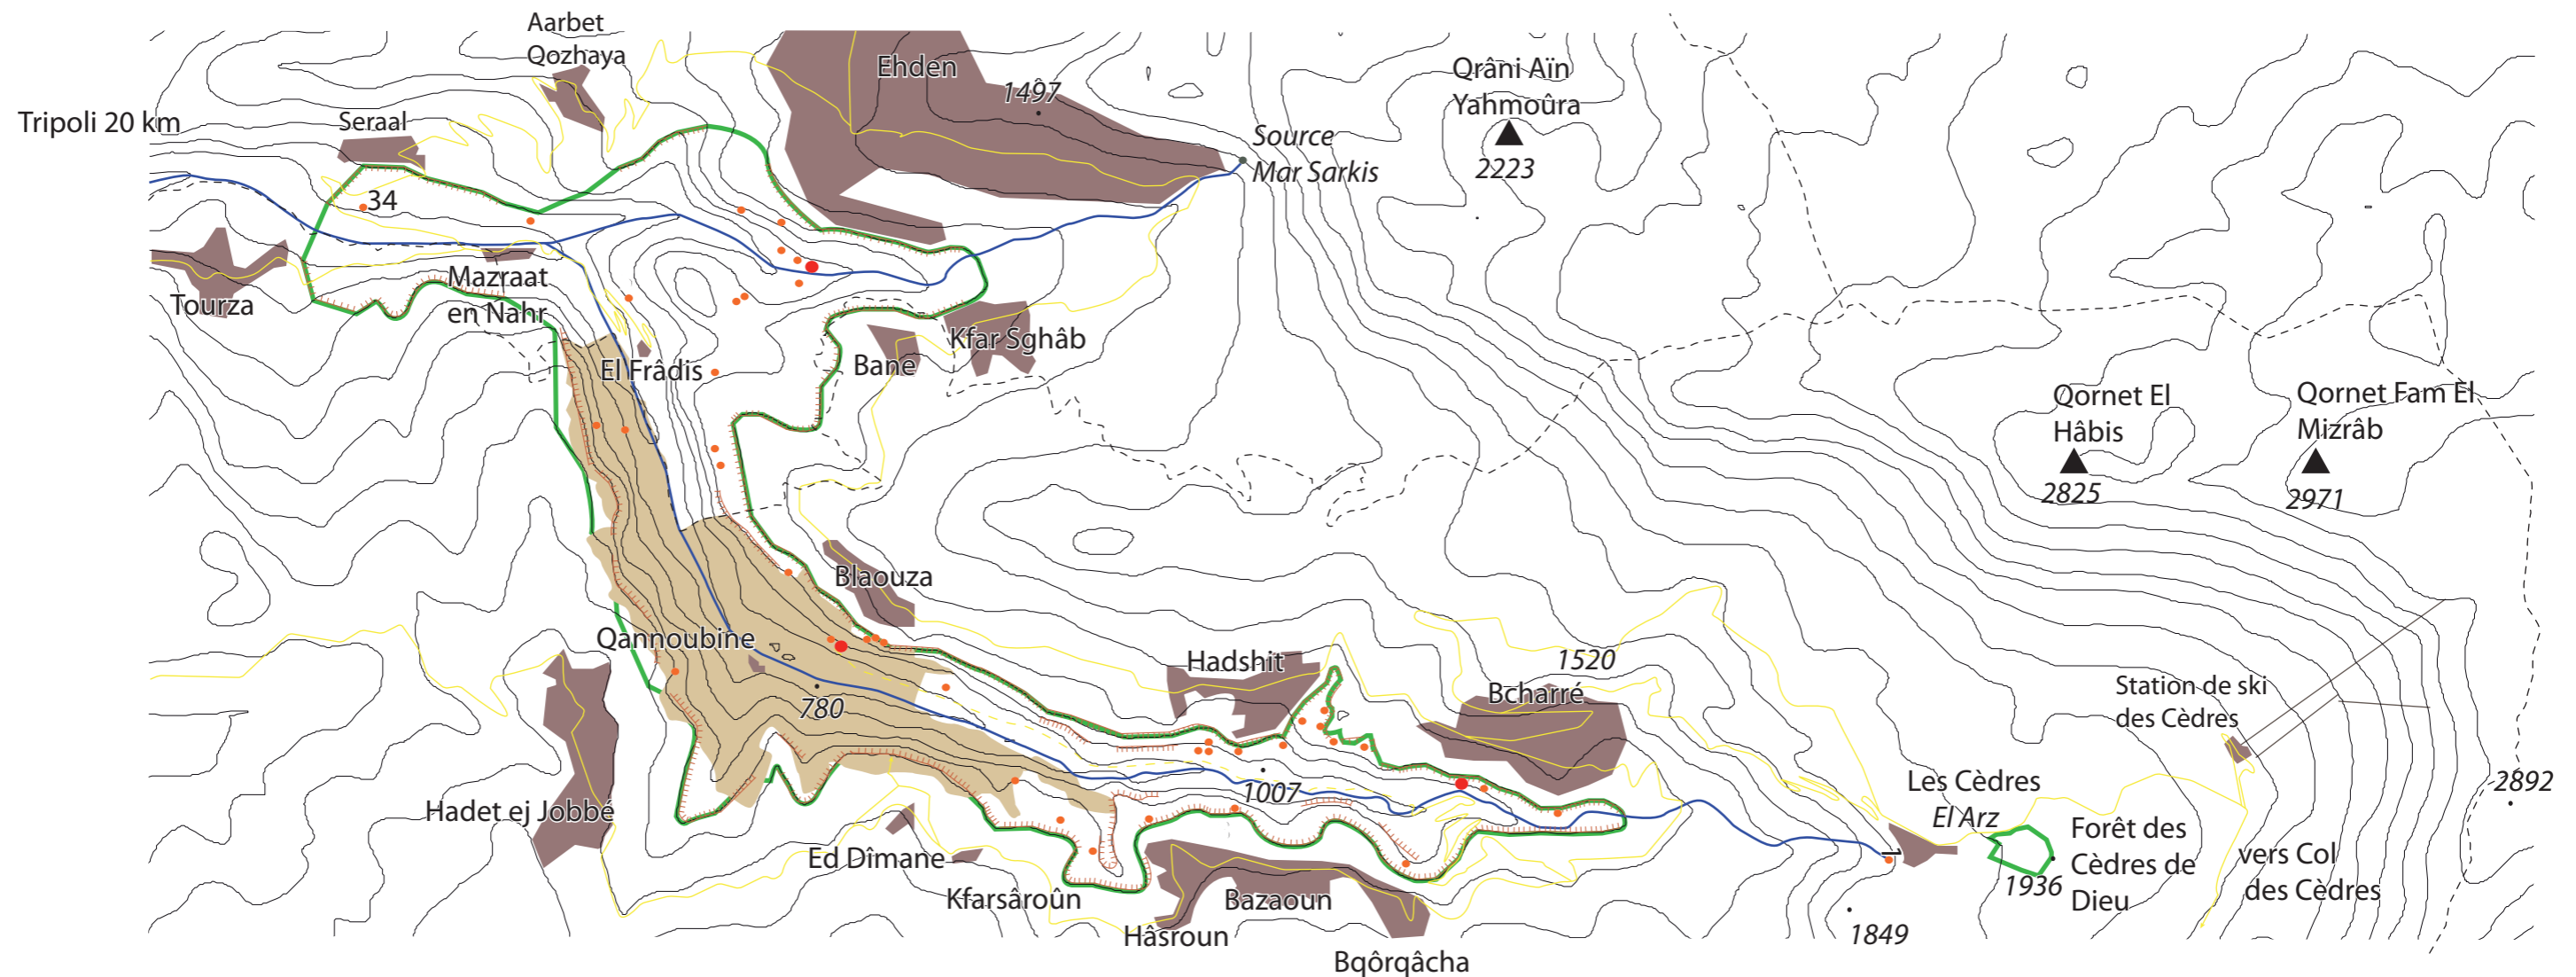 Aarbet
Qozhaya
Ehden
1497
Qrâni Aïn
Yahmoûra
2223
Tripoli 20 km
Seraal
Source
Mar Sarkis
34
Tourza
Mazraat
en Nahr
El Frâdis
Bane
Kfar Sghâb
Qornet El
Hâbis
2825
Qornet Fam El
Mizrâb
2971
Blaouza
Qannoubine
780
Hadshit
1520
Bcharré
Station de ski
des Cèdres
1007
Les Cèdres
El Arz
2892
Hadet ej Jobbé
Ed Dîmane
Kfarsâroûn
Forêt des
Cèdres de
Dieu
1
1936
vers Col
des Cèdres
Bazaoun
Hâsroun
1849
Bqôrqâcha